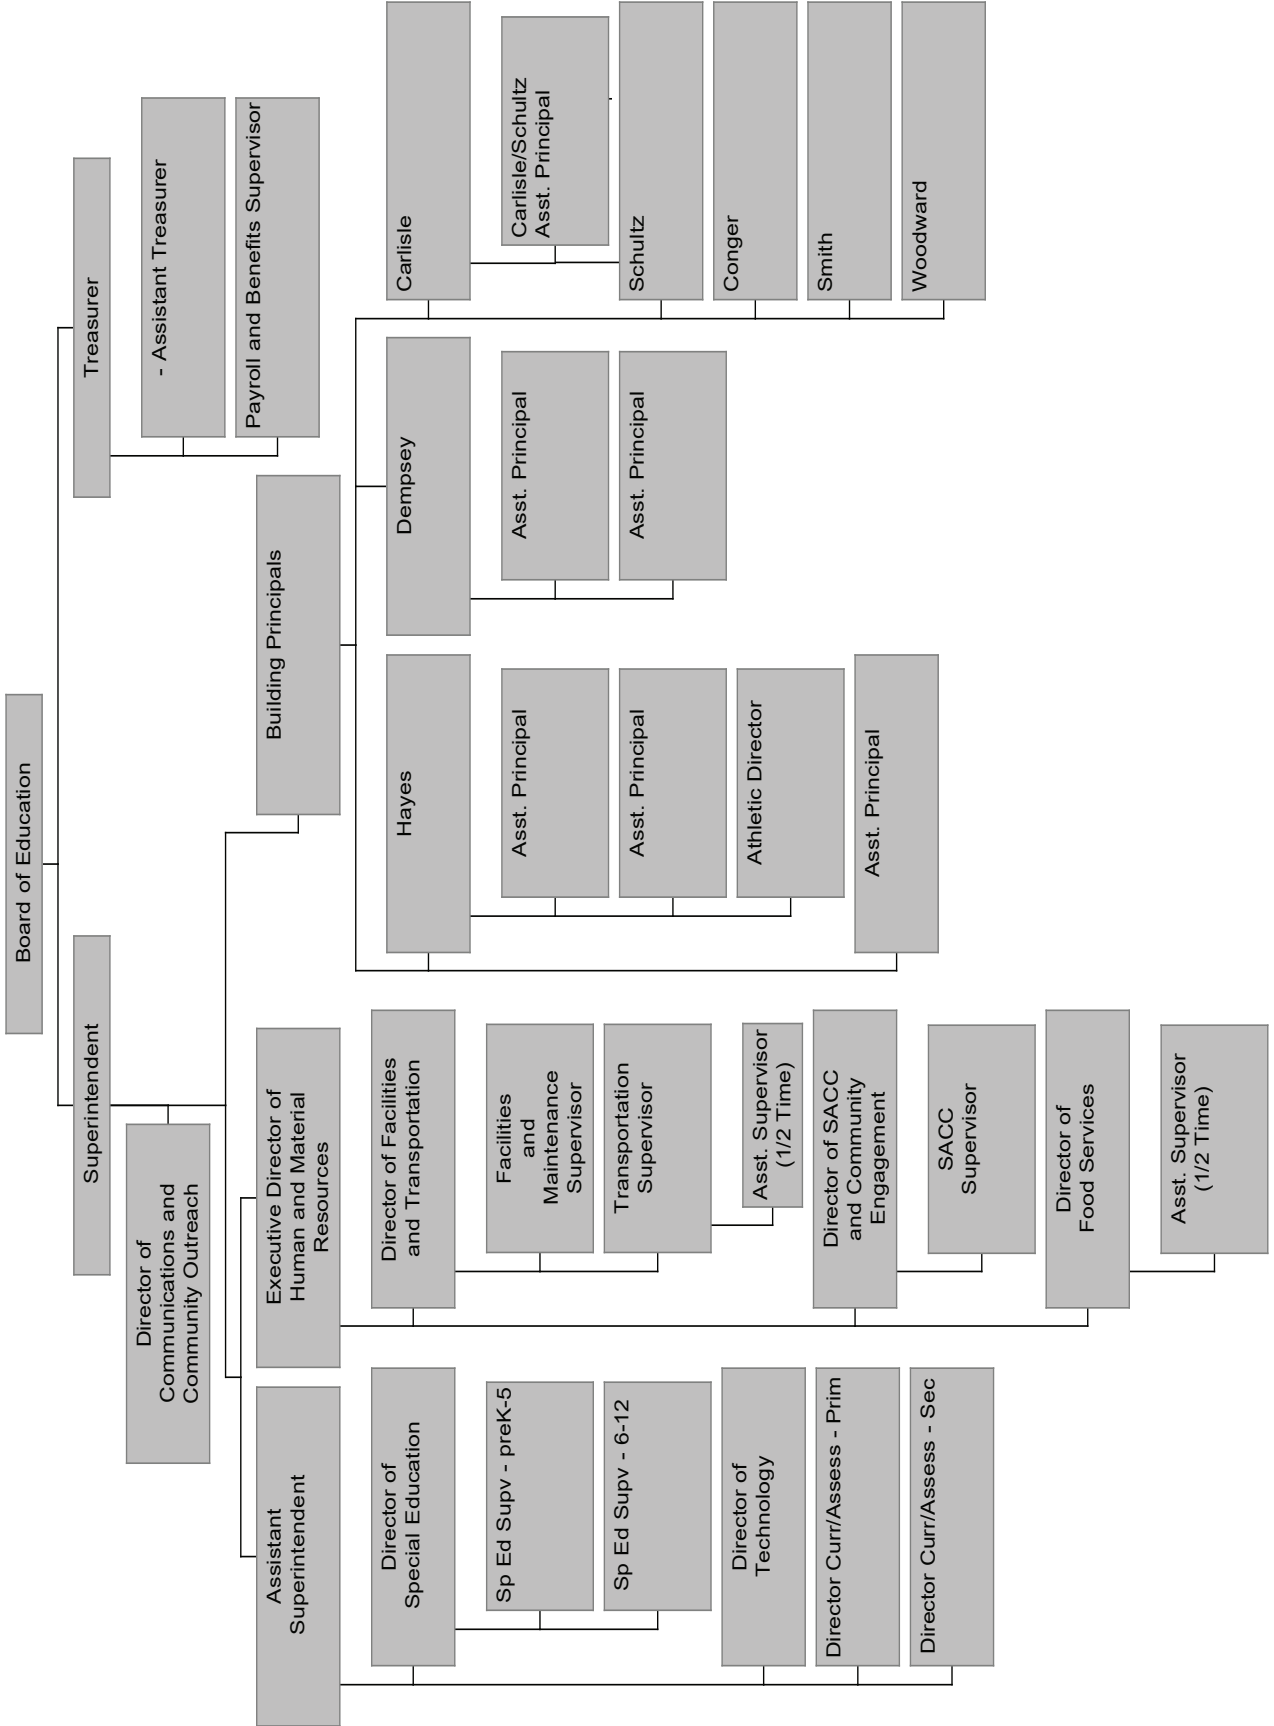 Board of Education
Superintendent
Treasurer
Director of
Communications and
Community Outreach
- Assistant Treasurer
Payroll and Benefits Supervisor
Assistant
Superintendent
Executive Director of
Human and Material
Resources
Building Principals
Director of
Special Education
Sp Ed Supv - preK-5
Sp Ed Supv - 6-12
Director of
Technology
Director Curr/Assess - Prim
Director Curr/Assess - Sec
Director of Facilities
and Transportation
Facilities
and
Maintenance
Supervisor
Transportation
Supervisor
Asst. Supervisor
(1/2 Time)
Director of SACC
and Community
Engagement
SACC
Supervisor
Director of
Food Services
Asst. Supervisor
(1/2 Time)
Hayes
Asst. Principal
Asst. Principal
Athletic Director
Asst. Principal
Dempsey
Asst. Principal
Asst. Principal
Carlisle
Carlisle/Schultz
Asst. Principal
Schultz
Conger
Smith
Woodward